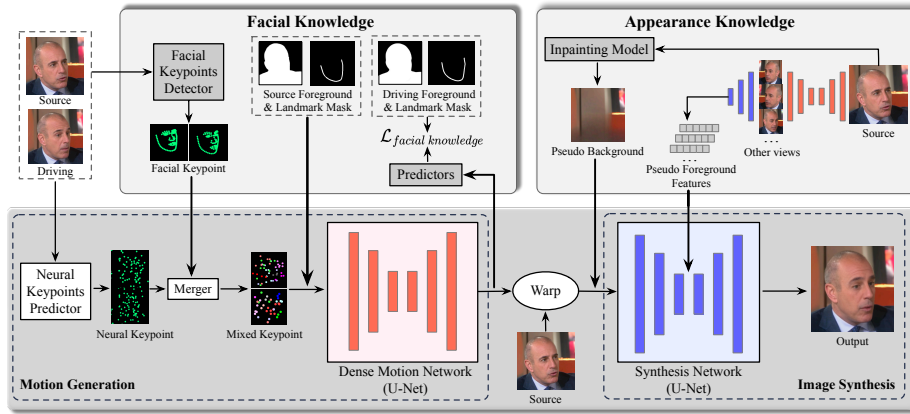 Facial Knowledge
Appearance Knowledge
Source
Driving
Facial
Keypoints
Detector
Facial Keypoint
Source Foreground
& Landmark Mask
Driving Foreground
& Landmark Mask
ℒ facial knowledge
Predictors
Inpainting Model
Pseudo Background
...
Pseudo Foreground
Features
...
Other views
Source
Neural
Keypoints
Predictor
Neural Keypoint
Merger
Mixed Keypoint
Dense Motion Network
(U-Net)
Motion Generation
Warp
Source
Synthesis Network
(U-Net)
Output
Image Synthesis